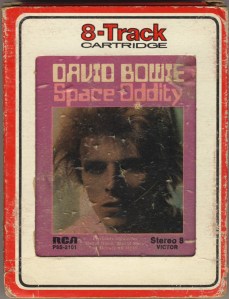 8-Track
CARTRIDGE
DAVID BOWIE
Space Oddity
RCA
Stereo 8
VICTOR